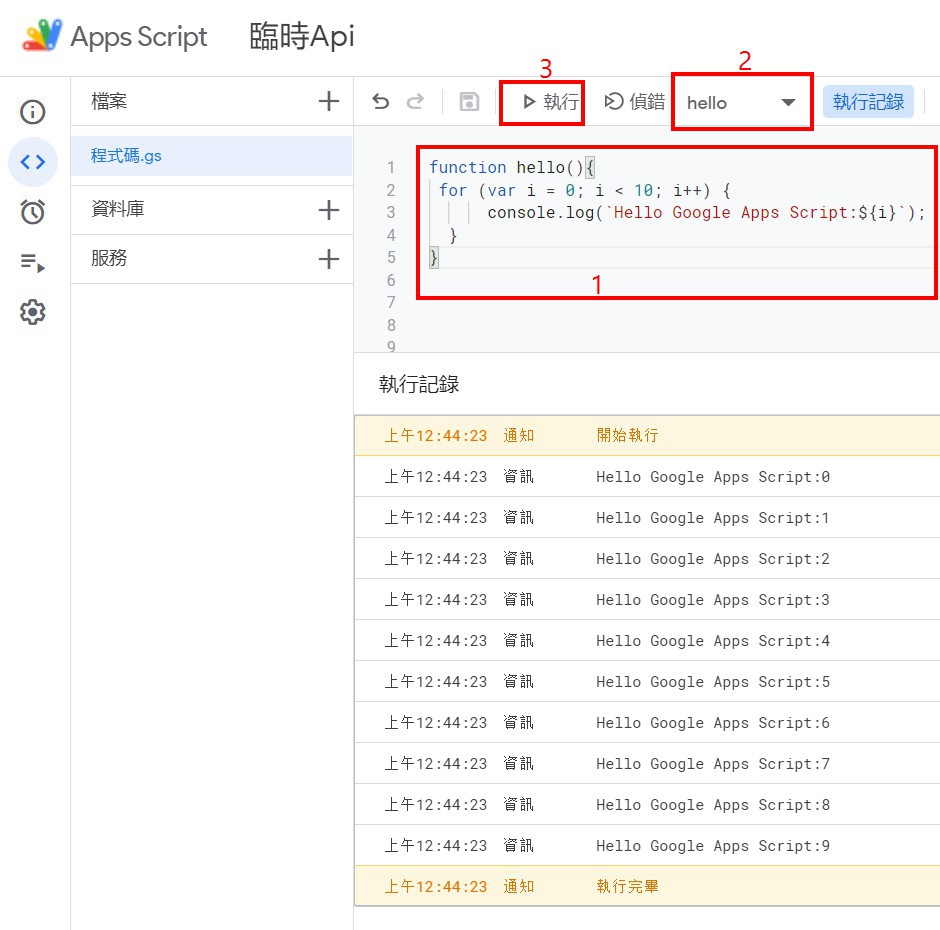 Apps Script 臨時Api
2
3
檔案
執行 偵錯 hello 執行記錄
程式碼.gs
資料庫
服務
1 function hello(){
2 for (var i = 0; i < 10; i++) {
3 console.log(`Hello Google Apps Script:${i}`);
4 }
5 }
6
1
7
8
9
執行記錄
上午12:44:23 通知 開始執行
上午12:44:23 資訊 Hello Google Apps Script:0
上午12:44:23 資訊 Hello Google Apps Script:1
上午12:44:23 資訊 Hello Google Apps Script:2
上午12:44:23 資訊 Hello Google Apps Script:3
上午12:44:23 資訊 Hello Google Apps Script:4
上午12:44:23 資訊 Hello Google Apps Script:5
上午12:44:23 資訊 Hello Google Apps Script:6
上午12:44:23 資訊 Hello Google Apps Script:7
上午12:44:23 資訊 Hello Google Apps Script:8
上午12:44:23 資訊 Hello Google Apps Script:9
上午12:44:23 通知 執行完畢